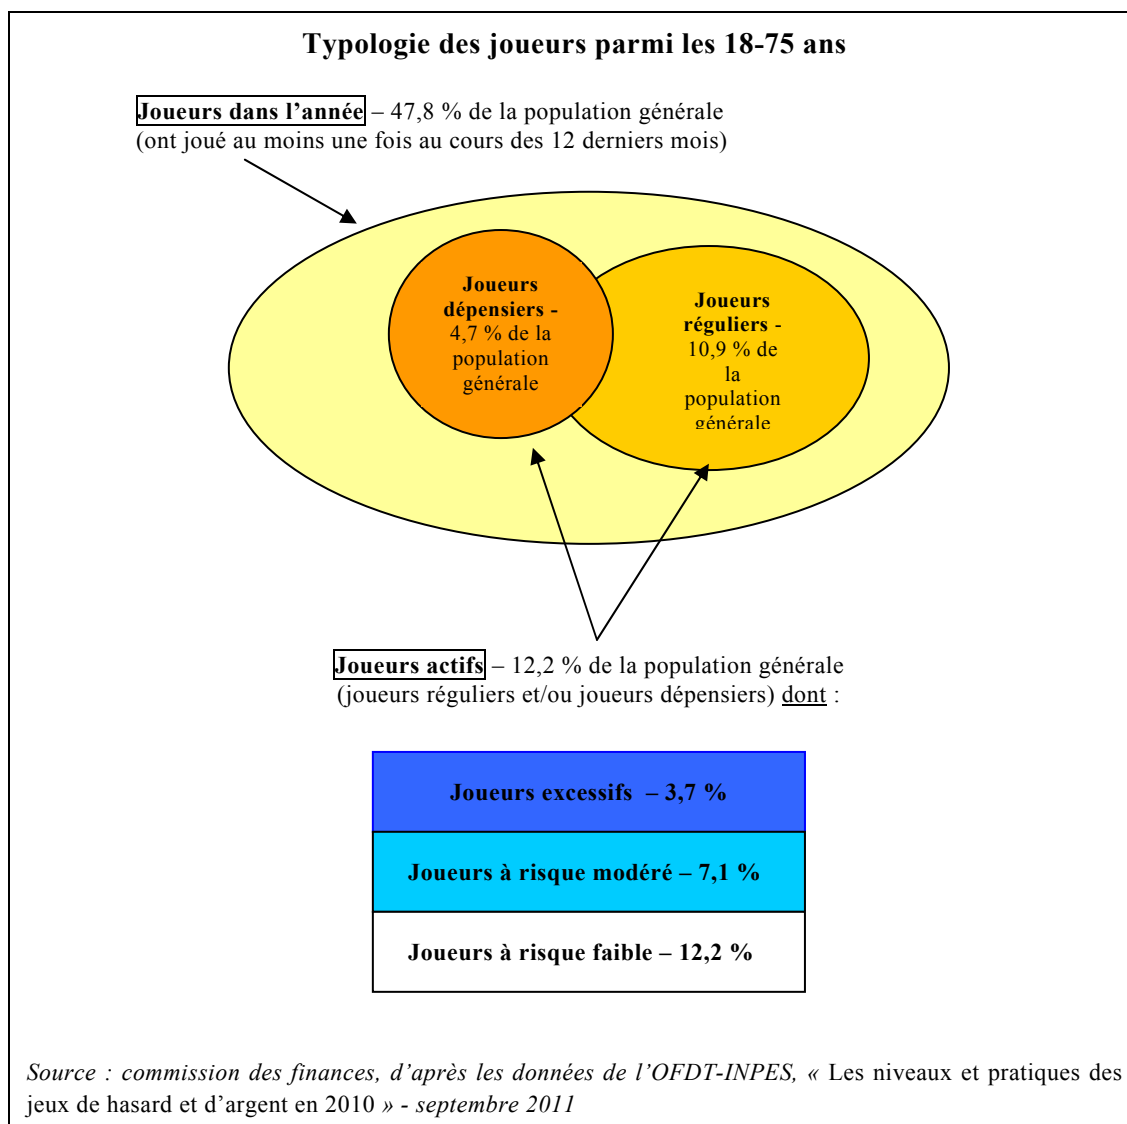 Typologie des joueurs parmi les 18-75 ans
Joueurs dans l’année – 47,8 % de la population générale
(ont joué au moins une fois au cours des 12 derniers mois)
Joueurs
dépensiers -
4,7 % de la
population
générale
Joueurs
réguliers -
10,9 % de
la
population
générale
Joueurs actifs – 12,2 % de la population générale
(joueurs réguliers et/ou joueurs dépensiers) dont :
Joueurs excessifs – 3,7 %
Joueurs à risque modéré – 7,1 %
Joueurs à risque faible – 12,2 %
Source : commission des finances, d’après les données de l’OFDT-INPES, « Les niveaux et pratiques des
jeux de hasard et d’argent en 2010 » - septembre 2011